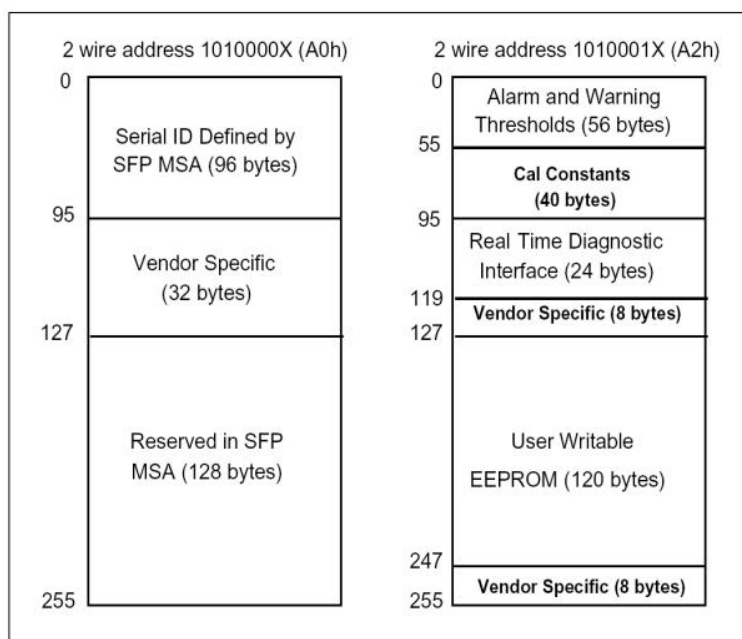 2 wire address 1010000X (A0h)
0
Serial ID Defined by
SFP MSA (96 bytes)
95
Vendor Specific
(32 bytes)
127
Reserved in SFP
MSA (128 bytes)
255
2 wire address 1010001X (A2h)
0
Alarm and Warning
Thresholds (56 bytes)
55
Cal Constants
(40 bytes)
95
Real Time Diagnostic
Interface (24 bytes)
119
Vendor Specific (8 bytes)
127
User Writable
EEPROM (120 bytes)
247
Vendor Specific (8 bytes)
255